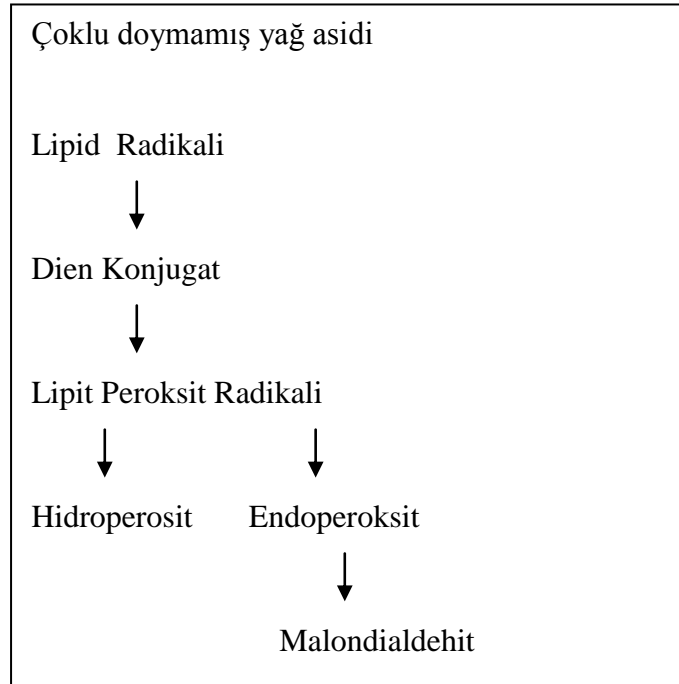 Çoklu doymamış yağ asidi
Lipid Radikali
Dien Konjugat
Lipit Peroksit Radikali
Hidroperosit Endoperoksit
Malondialdehit